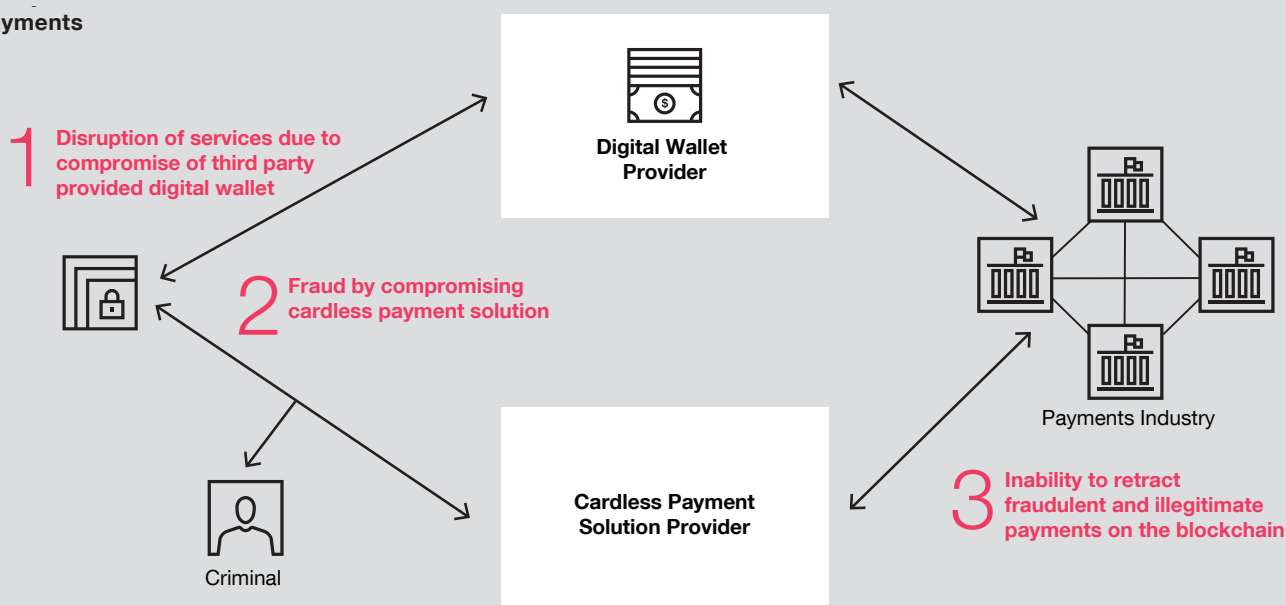 yments
1
Disruption of services due to
compromise of third party
provided digital wallet
$
Digital Wallet
Provider
2
Fraud by compromising
cardless payment solution
Payments Industry
Cardless Payment
Solution Provider
3
Inability to retract
fraudulent and illegitimate
payments on the blockchain
Criminal